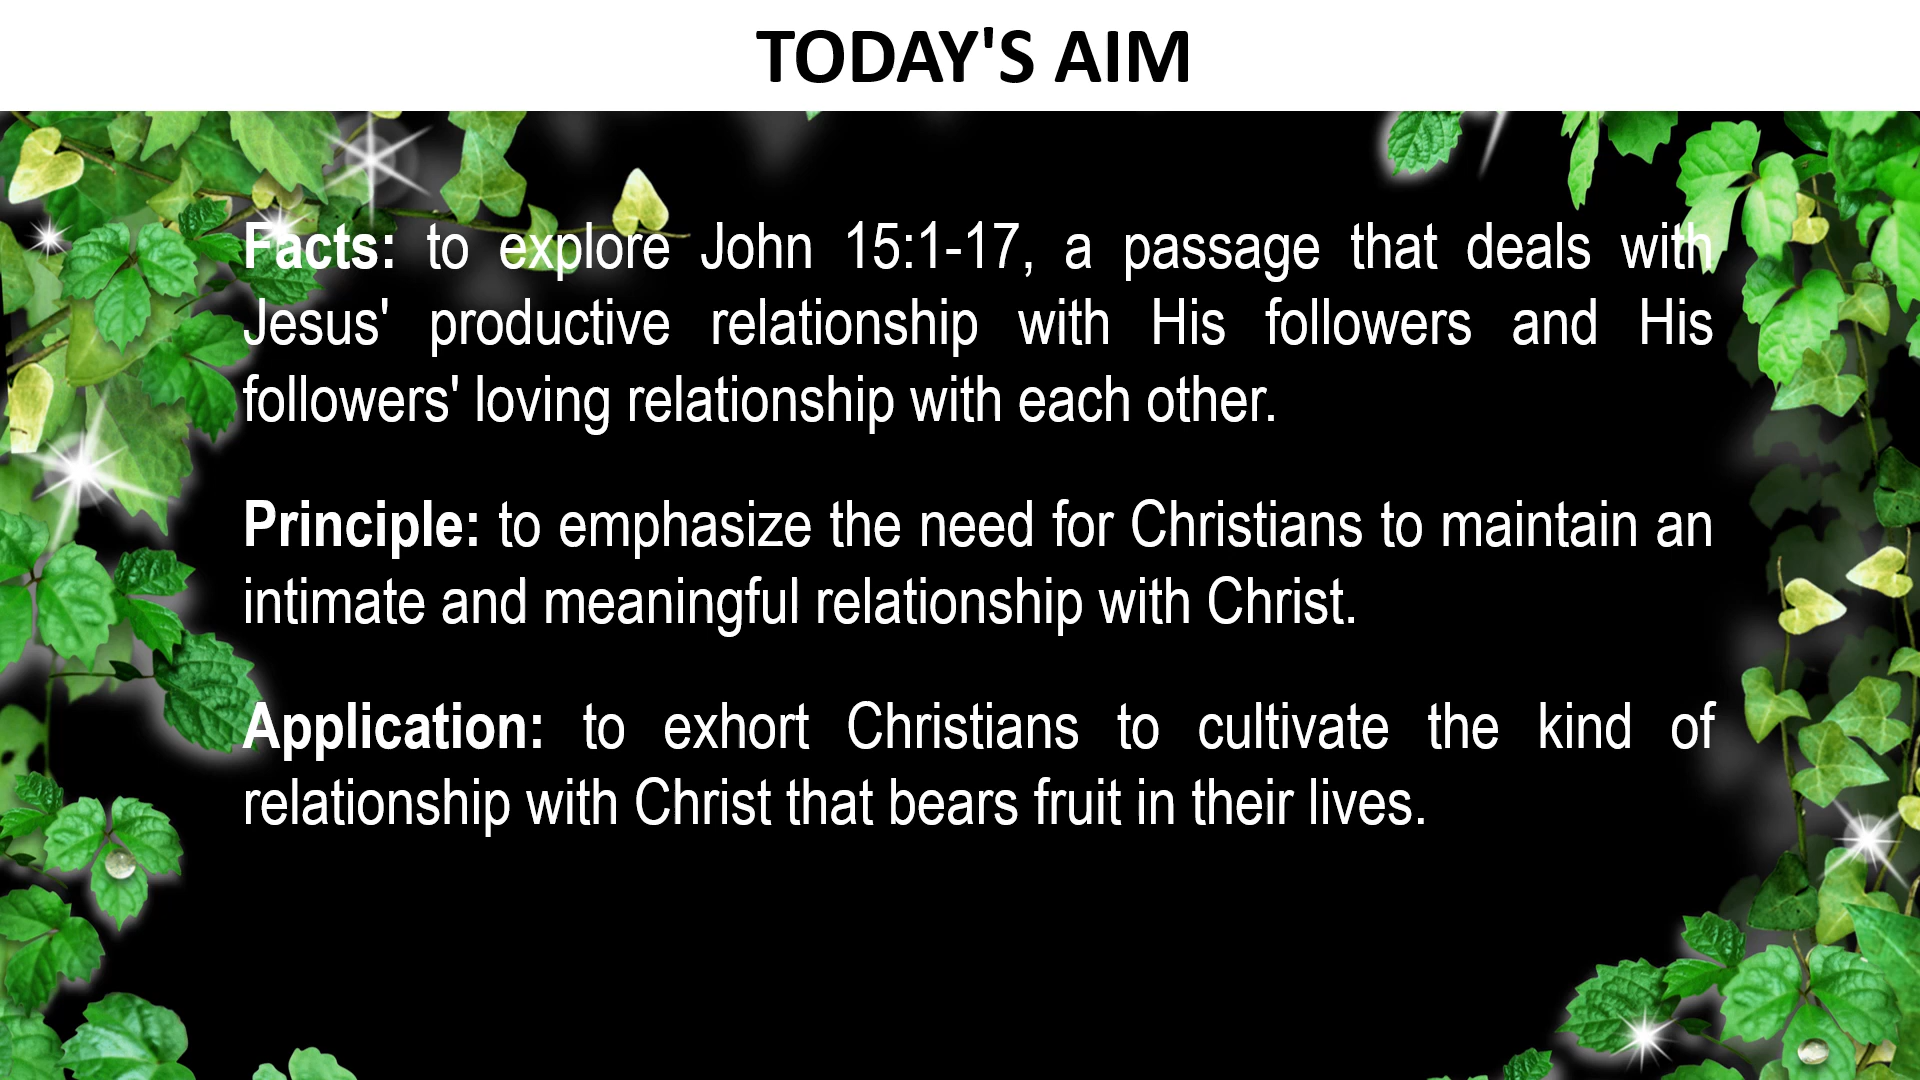 TODAY'S AIM
Facts: to explore John 15:1-17, a passage that deals with
Jesus' productive relationship with His followers and His
followers' loving relationship with each other.
Principle: to emphasize the need for Christians to maintain an
intimate and meaningful relationship with Christ.
Application: to exhort Christians to cultivate the kind of
relationship with Christ that bears fruit in their lives.